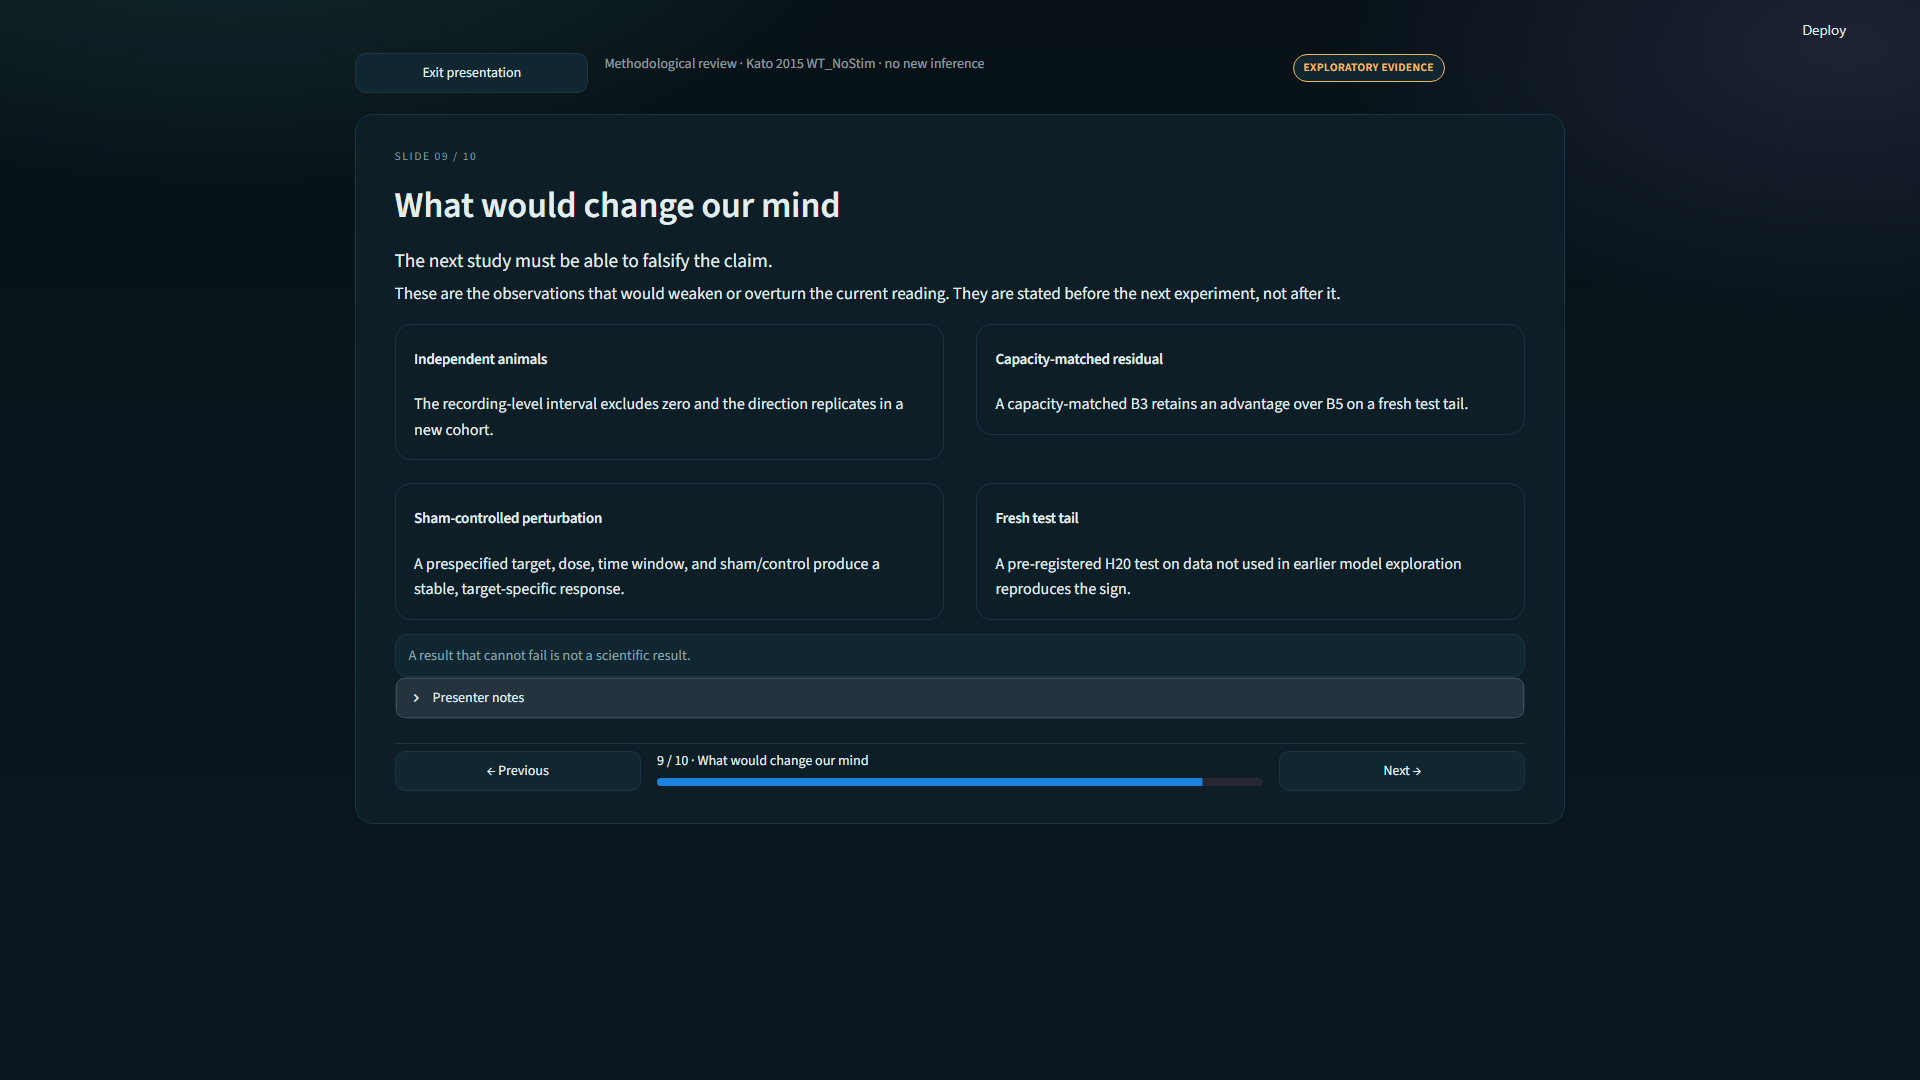 Deploy
Exit presentation
Methodological review · Kato 2015 WT_NoStim · no new inference
EXPLORATORY EVIDENCE
SLIDE 09 / 10
What would change our mind
The next study must be able to falsify the claim.
These are the observations that would weaken or overturn the current reading. They are stated before the next experiment, not after it.
Independent animals
The recording-level interval excludes zero and the direction replicates in a
new cohort.
Capacity-matched residual
A capacity-matched B3 retains an advantage over B5 on a fresh test tail.
Sham-controlled perturbation
A prespecified target, dose, time window, and sham/control produce a
stable, target-specific response.
Fresh test tail
A pre-registered H20 test on data not used in earlier model exploration
reproduces the sign.
A result that cannot fail is not a scientific result.
Presenter notes
← Previous
9 / 10 · What would change our mind
Next →